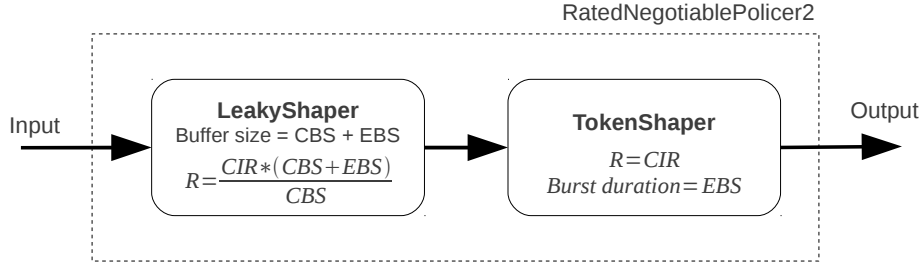 RatedNegotiablePolicer2
Input
LeakyShaper
Buffer size = CBS + EBS
R=CIR∗(CBS+EBS)/CBS
TokenShaper
R=CIR
Burst duration=EBS
Output